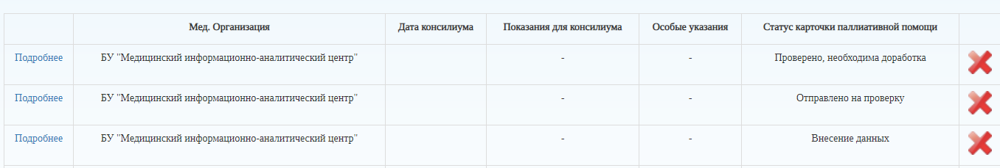 Мед. Организация Дата консилиума Показания для консилиума Особые указания Статус карточки паллиативной помощи
Подробнее БУ "Медицинский информационно-аналитический центр" - - Проверено, необходима доработка
Подробнее БУ "Медицинский информационно-аналитический центр" - - Отправлено на проверку
Подробнее БУ "Медицинский информационно-аналитический центр" - - Внесение данных